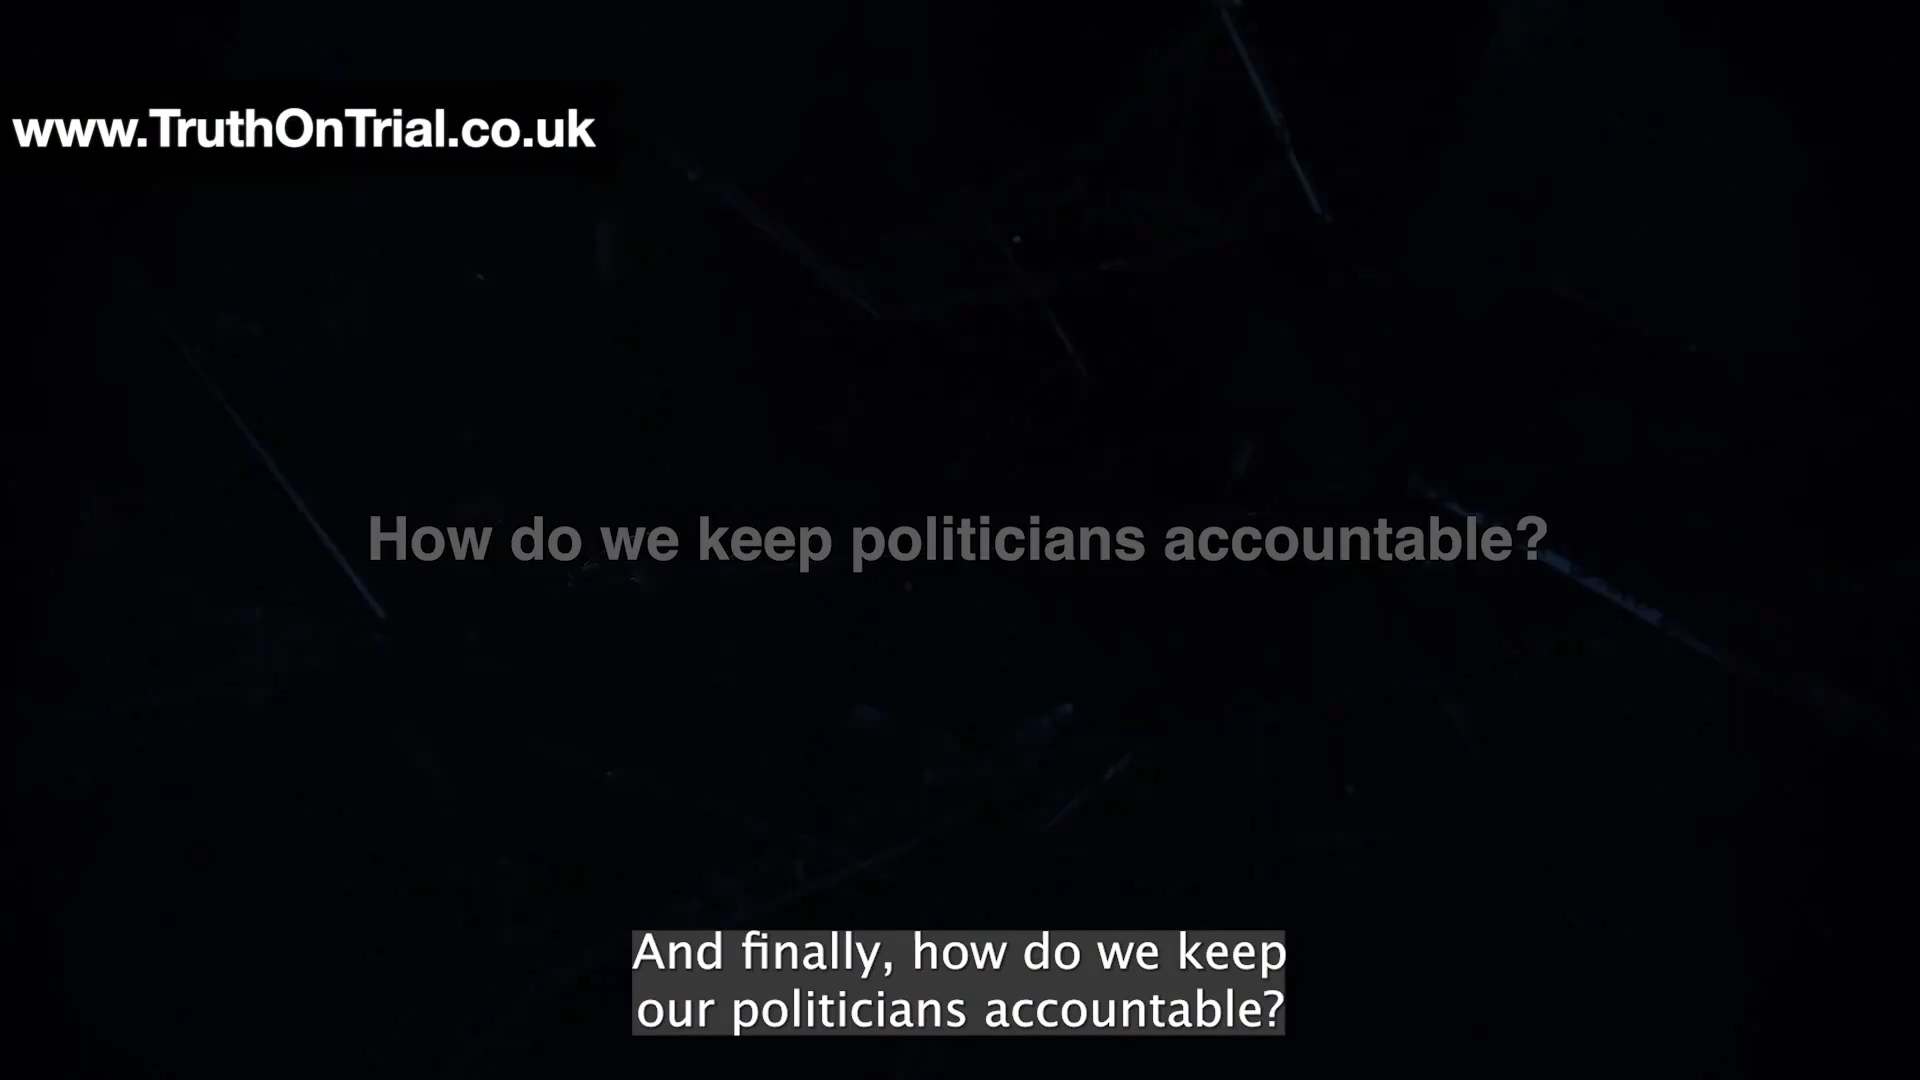 www.TruthOnTrial.co.uk
How do we keep politicians accountable?
And finally, how do we keep
our politicians accountable?